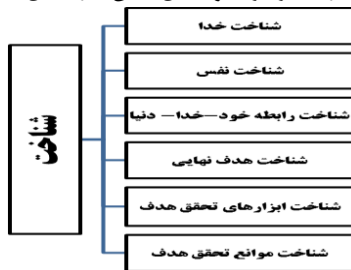 شناخت خدا
شناخت نفس
شناخت رابطه خود–خدا– دنیا
شناخت هدف نهایی
شناخت ابزارهای تحقق هدف
شناخت موانع تحقق هدف
شناخت